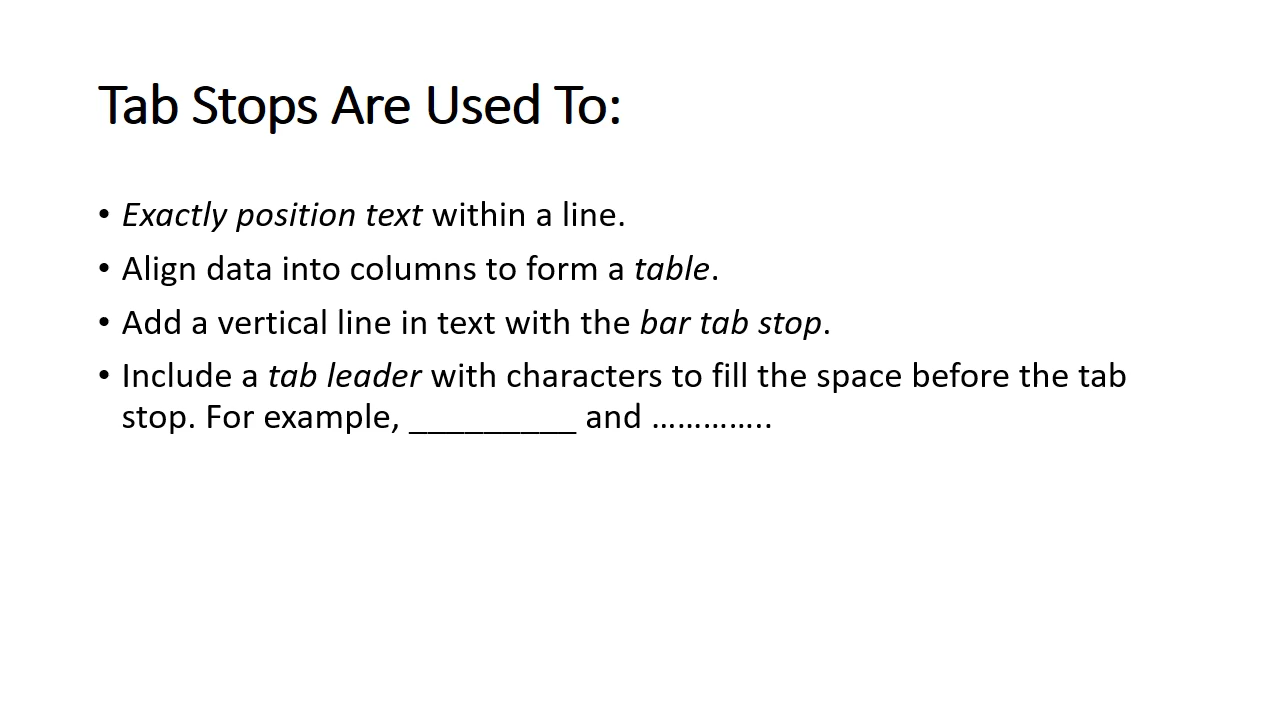 Tab Stops Are Used To:
• Exactly position text within a line.
• Align data into columns to form a table.
• Add a vertical line in text with the bar tab stop.
• Include a tab leader with characters to fill the space before the tab
stop. For example, _________ and …………..